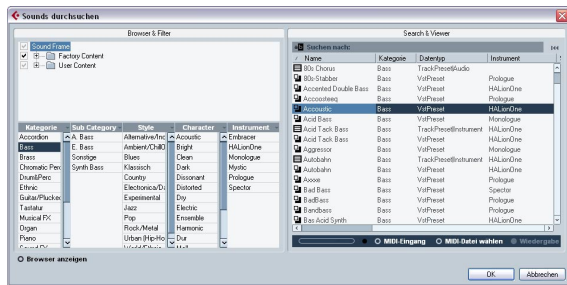 Sounds durchsuchen
Browser & Filter
Sound Frame
Factory Content
User Content
Kategorie Sub Category Style Character Instrument
Accordion A. Bass Alternative/Inc Acoustic Embracer
Bass E. Bass Ambient/ChillO Bright HALionOne
Brass Sonstige Blues Clean Monologue
Chromatic Perc Synth Bass Klassisch Dark Mystic
Drum&Perc Country Dissonant Prologue
Ethnic Electronica/Da Distorted Spector
Guitar/Plucked Experimental Dry
Tastatur Jazz Electric
Musical FX Pop Ensemble
Organ Rock/Metal Harmonic
Piano Urban (Hip-Ho Dur
Search & Viewer
Suchen nach:
Name Kategorie Datentyp Instrument
80s Chorus Bass TrackPreset/Audio
80s-Stabber Bass VstPreset Prologue
Accented Double Bass Bass VstPreset HALionOne
Accoosteeq Bass VstPreset Prologue
Accoustic Bass VstPreset HALionOne
Acid Bass Bass VstPreset Monologue
Acid Tack Bass Bass TrackPreset/Instrument HALionOne
Acid Tack Bass Bass VstPreset HALionOne
Aggressor Bass VstPreset Monologue
Autobahn Bass TrackPreset/Instrument HALionOne
Autobahn Bass VstPreset HALionOne
Axxxe Bass VstPreset Prologue
Bad Bass Bass VstPreset Spector
BadBass Bass VstPreset Prologue
Bandbass Bass VstPreset Prologue
Bas Acid Synth Bass VstPreset HALionOne
MIDI-Eingang MIDI-Datei wählen Wiedergabe
Browser anzeigen
OK Abbrechen